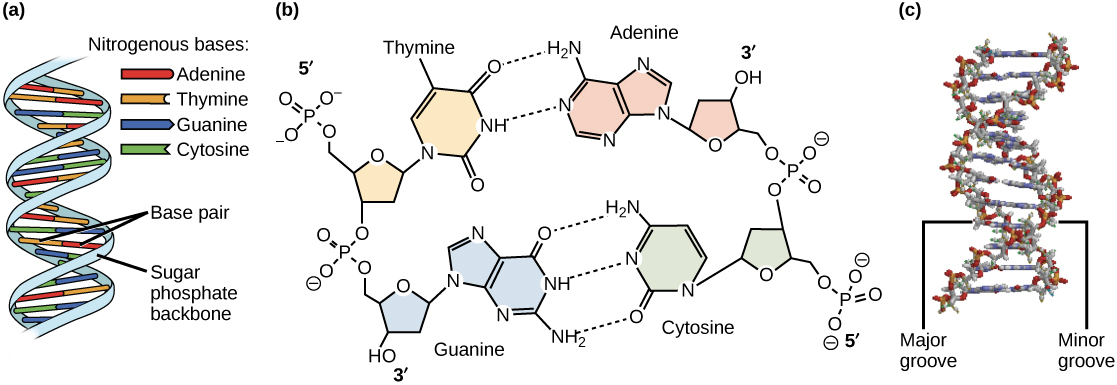 (a)
Nitrogenous bases:
Adenine
Thymine
Guanine
Cytosine
Base pair
Sugar
phosphate
backbone
(b)
Thymine
Adenine
5′
3′
H2N
O
N
OH
O−
O
P
−O
O
NH
N
N
N
N
O
O
O
O
O
P
O
⊖
O
⊖
P
O
O
O
H2N
O
N
N
N
NH
N
NH2
O
N
O
O
O
⊖
P
O
O
⊖
5′
O
HO
3′
Guanine
Cytosine
(c)
Major
groove
Minor
groove